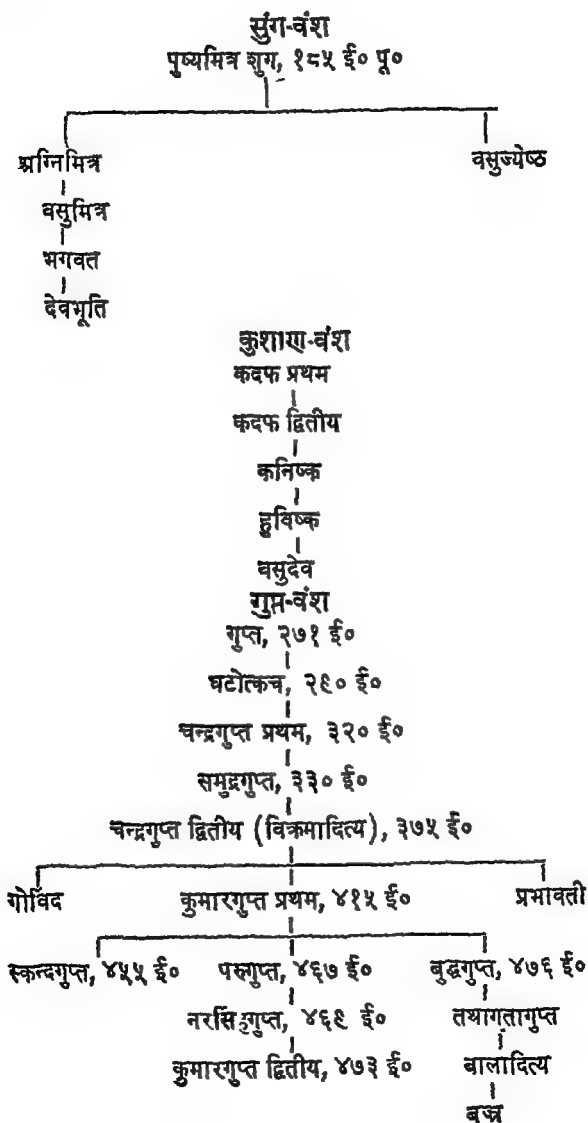 सुंग-वंश
पुष्यमित्र शुग, १८५ ई० पू०
अग्निमित्र वसुज्येष्ठ
वसुमित्र
भगवत
देवभूति
कुशाण-वंश
कदफ प्रथम
कदफ द्वितीय
कनिष्क
हुविष्क
वसुदेव
गुप्त-वंश
गुप्त, २७१ ई०
घटोत्कच, २९० ई०
चन्द्रगुप्त प्रथम, ३२० ई०
समुद्रगुप्त, ३३० ई०
चन्द्रगुप्त द्वितीय (विक्रमादित्य), ३७५ ई०
गोविंद कुमारगुप्त प्रथम, ४१५ ई० प्रभावती
स्कन्दगुप्त, ४५५ ई० परुगुप्त, ४६७ ई० बुद्धगुप्त, ४७६ ई०
नरसिंहगुप्त, ४६९ ई० तथागतागुप्त
कुमारगुप्त द्वितीय, ४७३ ई० बालादित्य
बज्र